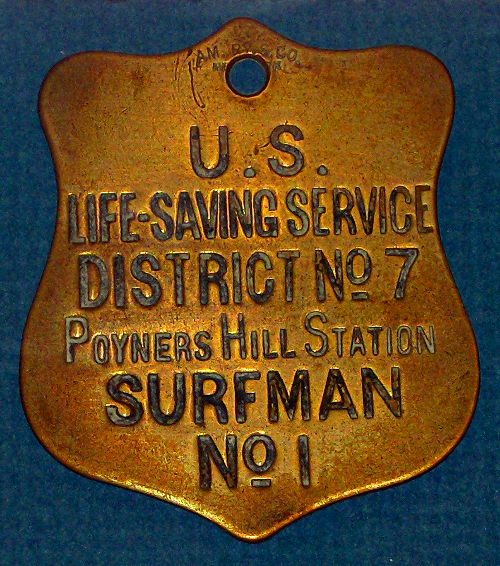 U.S.
LIFE-SAVING SERVICE
DISTRICT No 7
POYNERS HILL STATION
SURFMAN
No 1